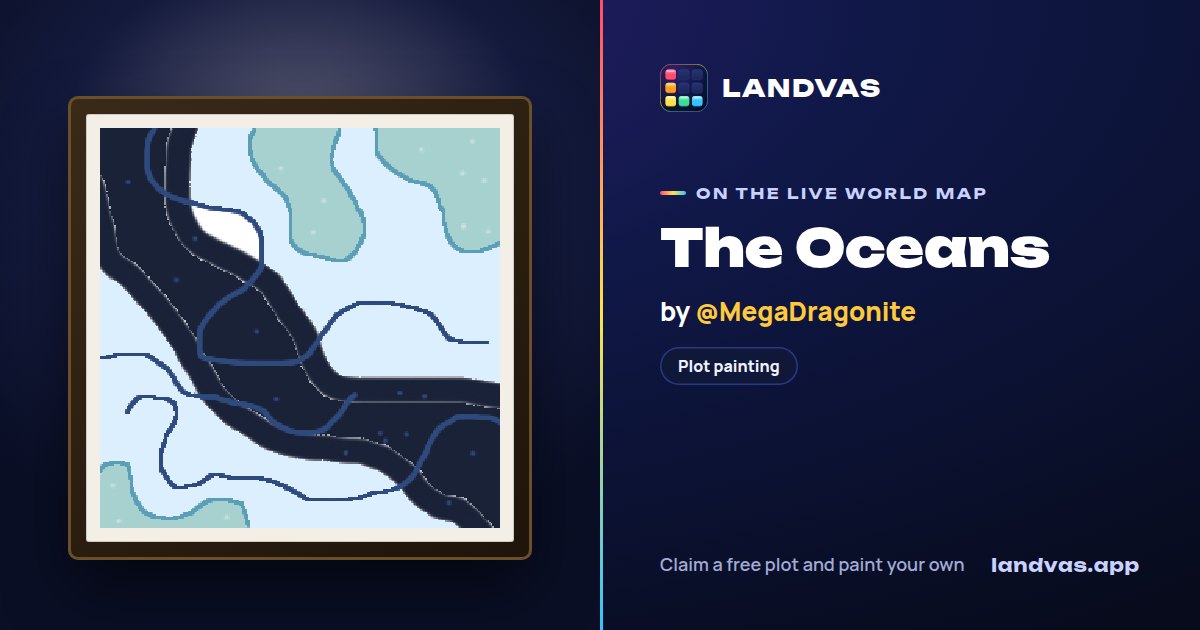 LANDVAS
ON THE LIVE WORLD MAP
The Oceans
by @MegaDragonite
Plot painting
Claim a free plot and paint your own landvas.app